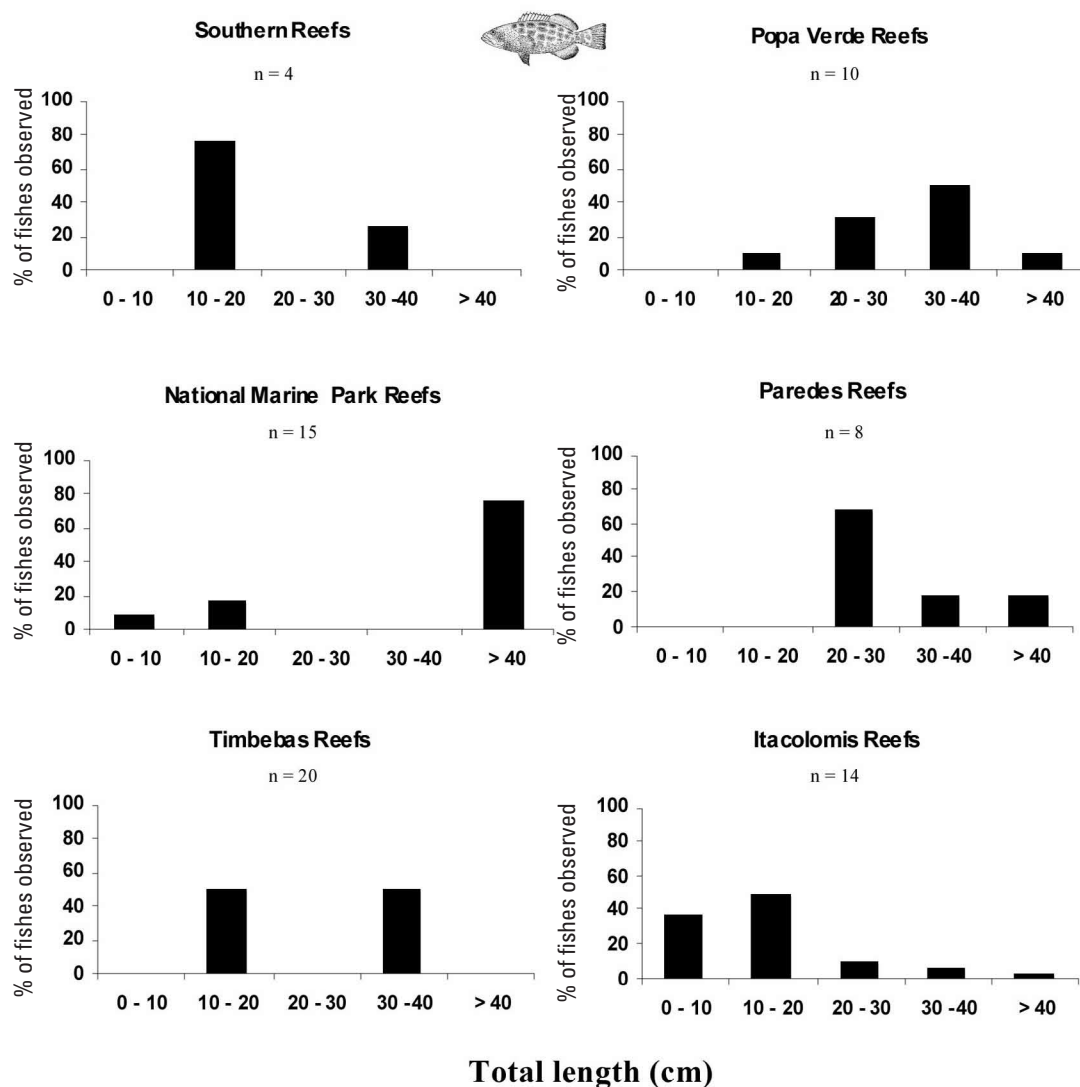 Southern Reefs
n = 4
% of fishes observed
100
80
60
40
20
0
0 - 10 10 - 20 20 - 30 30 -40 > 40
Popa Verde Reefs
n = 10
% of fishes observed
100
80
60
40
20
0
0 - 10 10 - 20 20 - 30 30 -40 > 40
National Marine Park Reefs
n = 15
% of fishes observed
100
80
60
40
20
0
0 - 10 10 - 20 20 - 30 30 -40 > 40
Paredes Reefs
n = 8
% of fishes observed
100
80
60
40
20
0
0 - 10 10 - 20 20 - 30 30 -40 > 40
Timbebas Reefs
n = 20
% of fishes observed
100
80
60
40
20
0
0 - 10 10 - 20 20 - 30 30 -40 > 40
Itacolomis Reefs
n = 14
% of fishes observed
100
80
60
40
20
0
0 - 10 10 - 20 20 - 30 30 -40 > 40
Total length (cm)